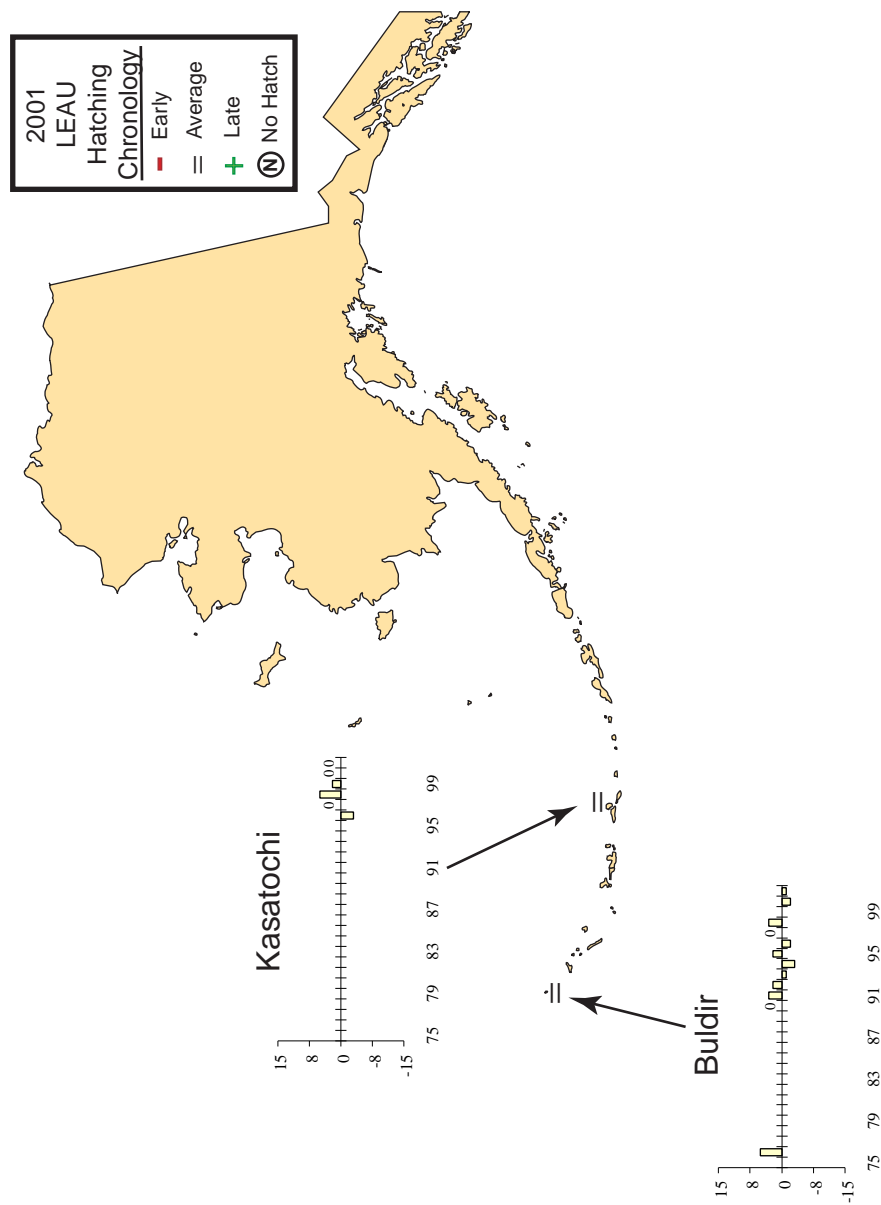 2001
LEAU
Hatching
Chronology
Early
= Average
+ Late
N No Hatch
Kasatochi
15
8
0
-8
-15
0
0 0
75 79 83 87 91 95 99
=
=
Buldir
15
8
0
-8
-15
0
0
75 79 83 87 91 95 99